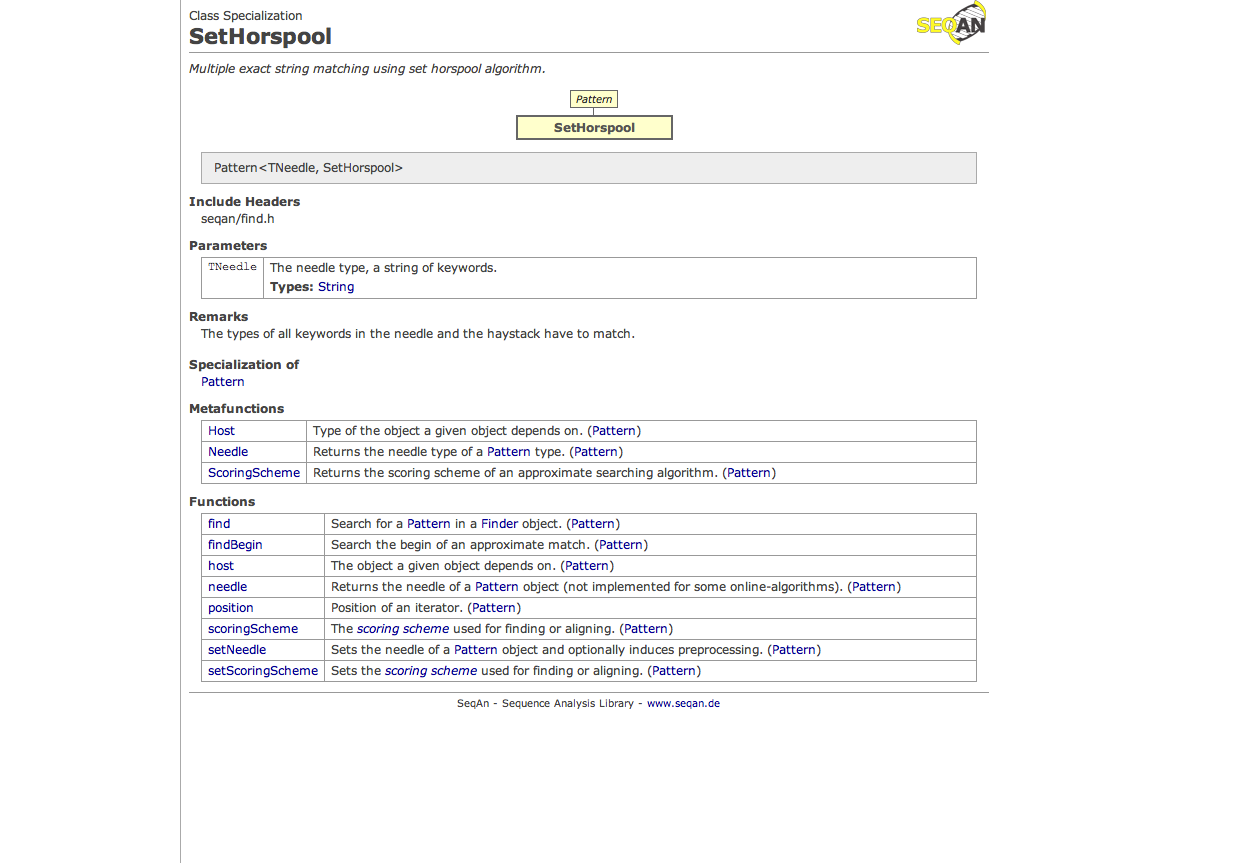 Class Specialization
SetHorspool
SEQAN
Multiple exact string matching using set horspool algorithm.
Pattern
SetHorspool
Pattern<TNeedle, SetHorspool>
Include Headers
seqan/find.h
Parameters
TNeedle The needle type, a string of keywords.
Types: String
Remarks
The types of all keywords in the needle and the haystack have to match.
Specialization of
Pattern
Metafunctions
Host Type of the object a given object depends on. (Pattern)
Needle Returns the needle type of a Pattern type. (Pattern)
ScoringScheme Returns the scoring scheme of an approximate searching algorithm. (Pattern)
Functions
find Search for a Pattern in a Finder object. (Pattern)
findBegin Search the begin of an approximate match. (Pattern)
host The object a given object depends on. (Pattern)
needle Returns the needle of a Pattern object (not implemented for some online-algorithms). (Pattern)
position Position of an iterator. (Pattern)
scoringScheme The scoring scheme used for finding or aligning. (Pattern)
setNeedle Sets the needle of a Pattern object and optionally induces preprocessing. (Pattern)
setScoringScheme Sets the scoring scheme used for finding or aligning. (Pattern)
SeqAn - Sequence Analysis Library - www.seqan.de